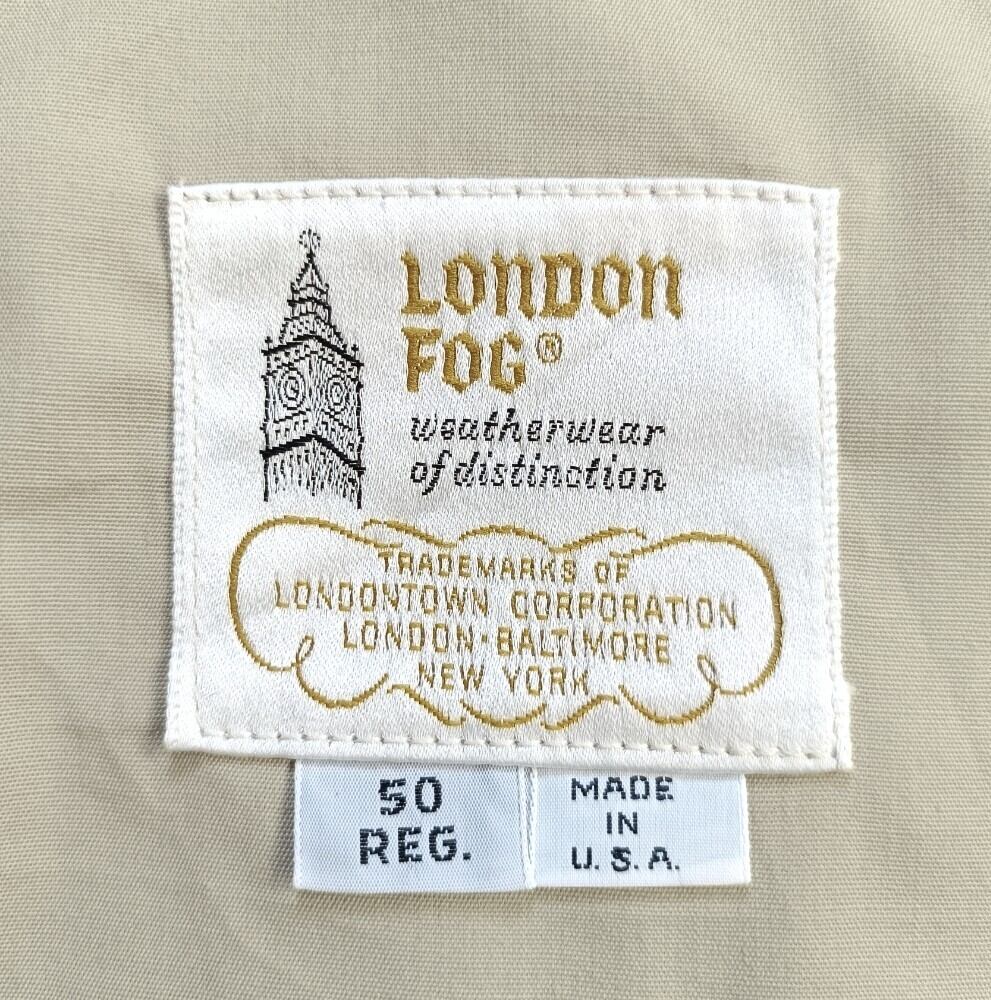 LONDON
FOG®
weatherwear
of distinction
TRADEMARKS OF
LONDONTOWN CORPORATION
LONDON·BALTIMORE
NEW YORK
50
REG.
MADE
IN
U.S.A.